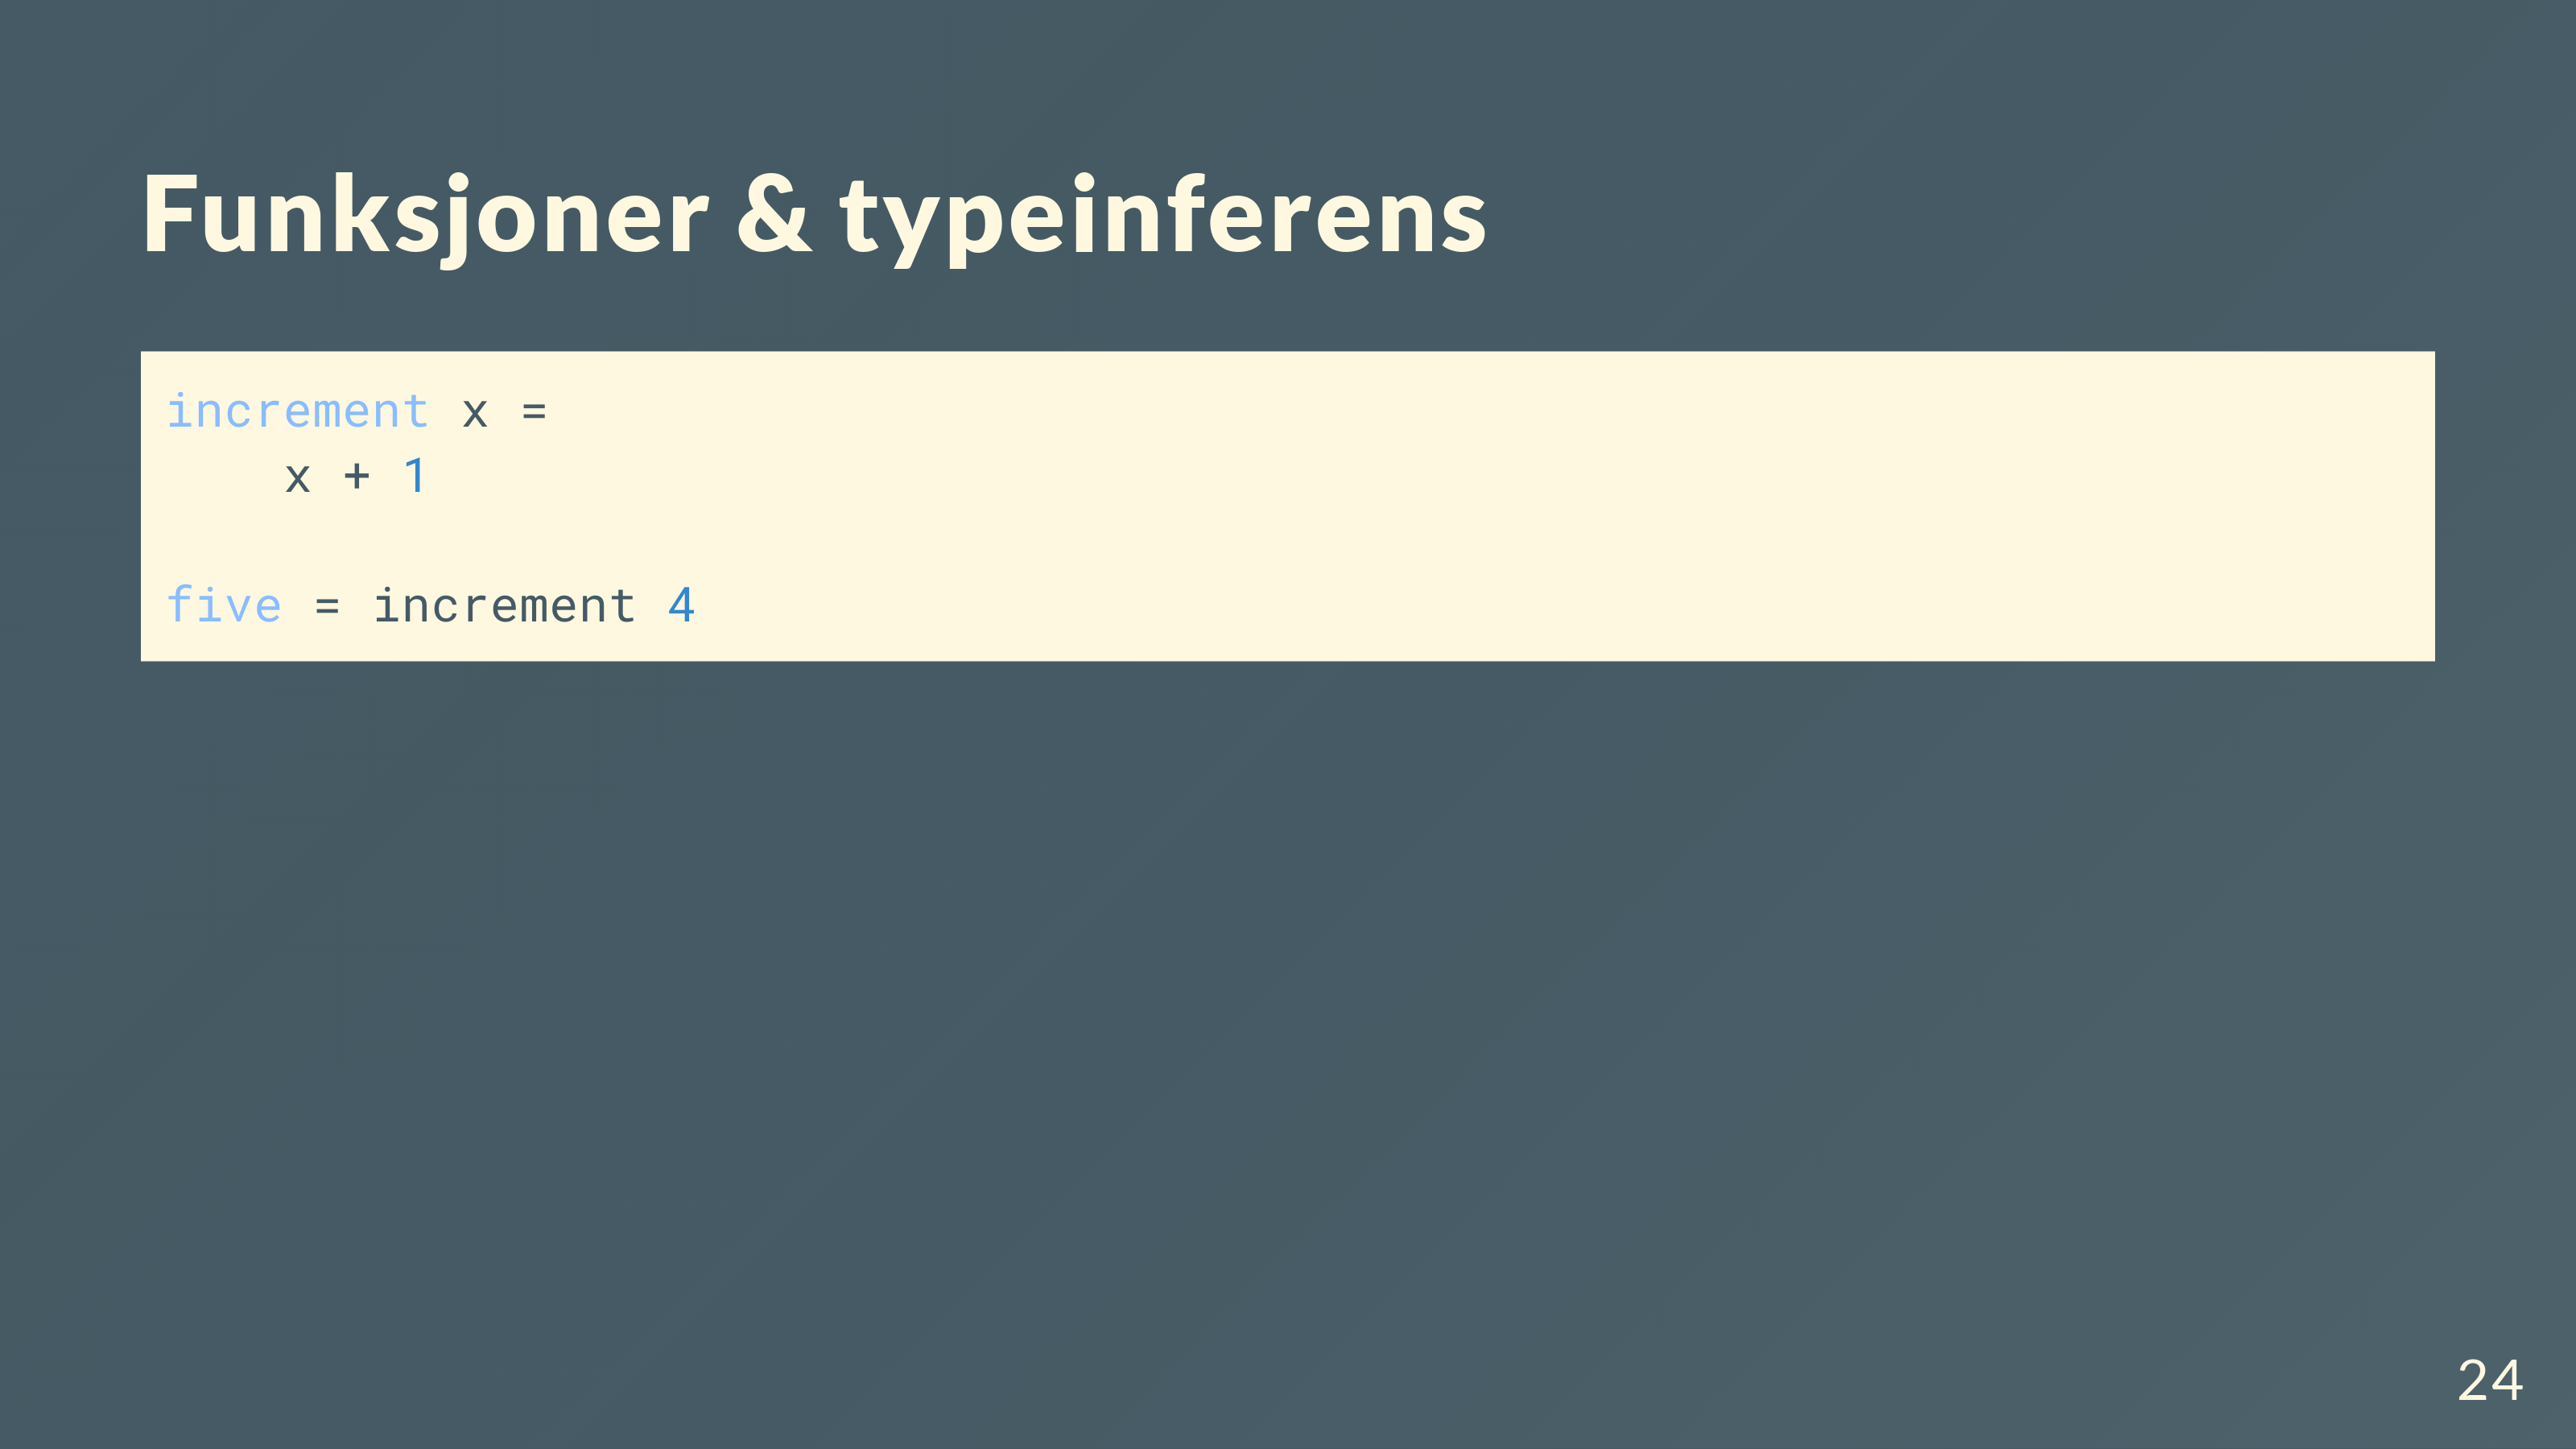 Funksjoner & typeinferens
increment x =
    x + 1
five = increment 4
24